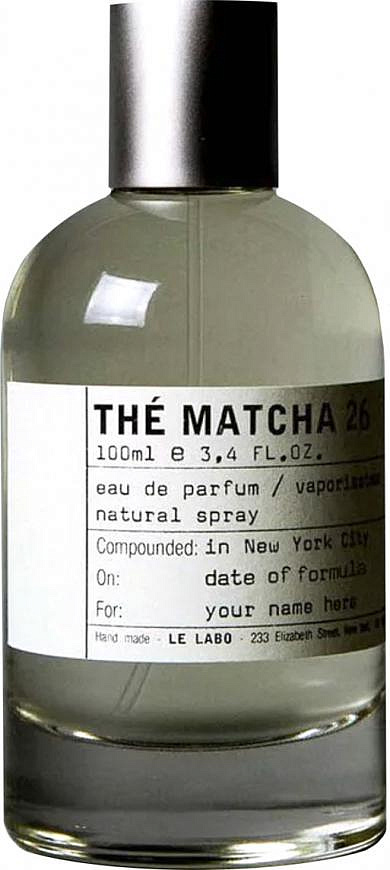 THÉ MATCHA 26
100ml e 3,4 FL.OZ.
eau de parfum /
natural spray
Compounded: in New York City
On: date of formula
For: your name here
Hand made - LE LABO - 233 Elizabeth Street, New York,